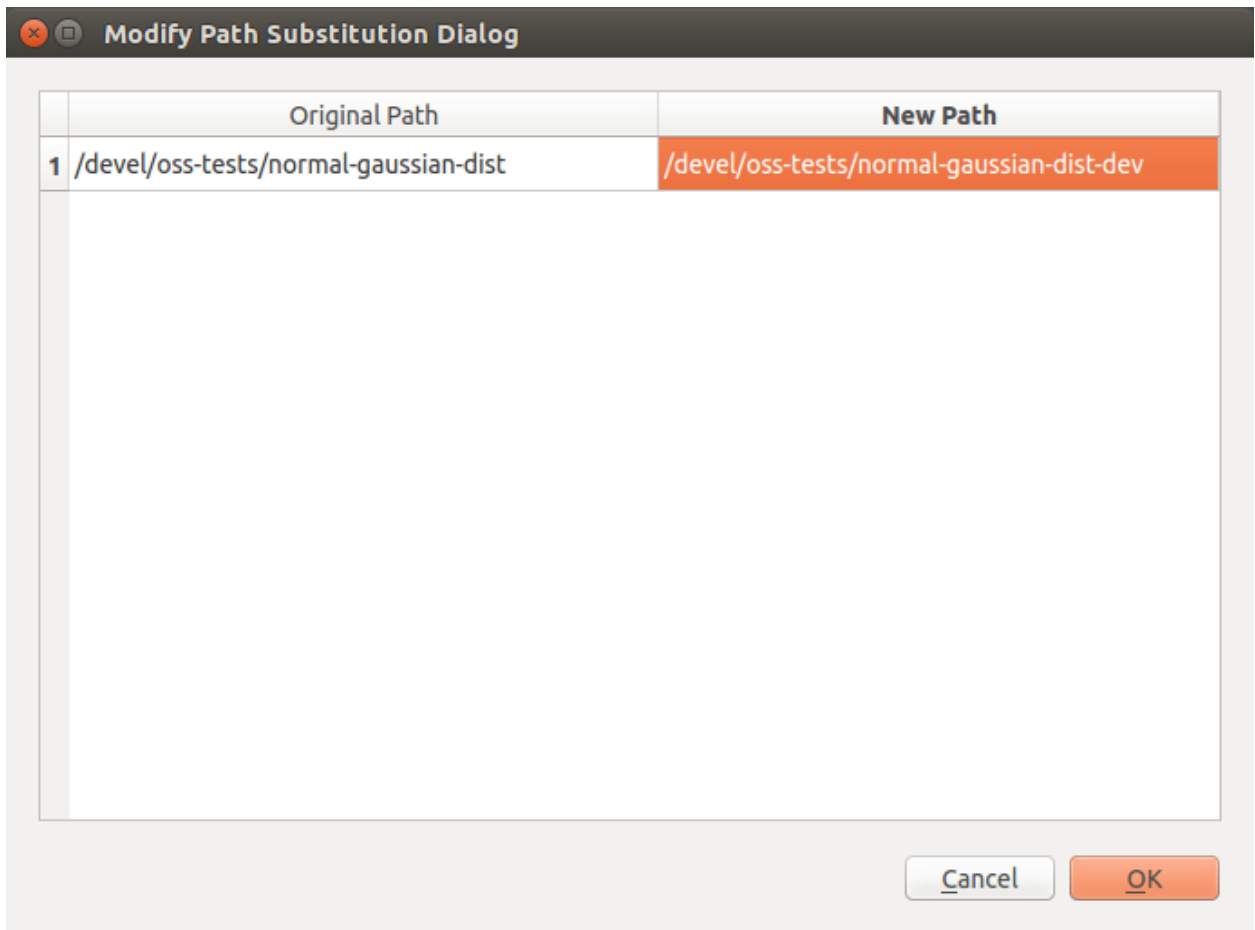 Modify Path Substitution Dialog
Original Path New Path
1 /devel/oss-tests/normal-gaussian-dist /devel/oss-tests/normal-gaussian-dist-dev
Cancel OK